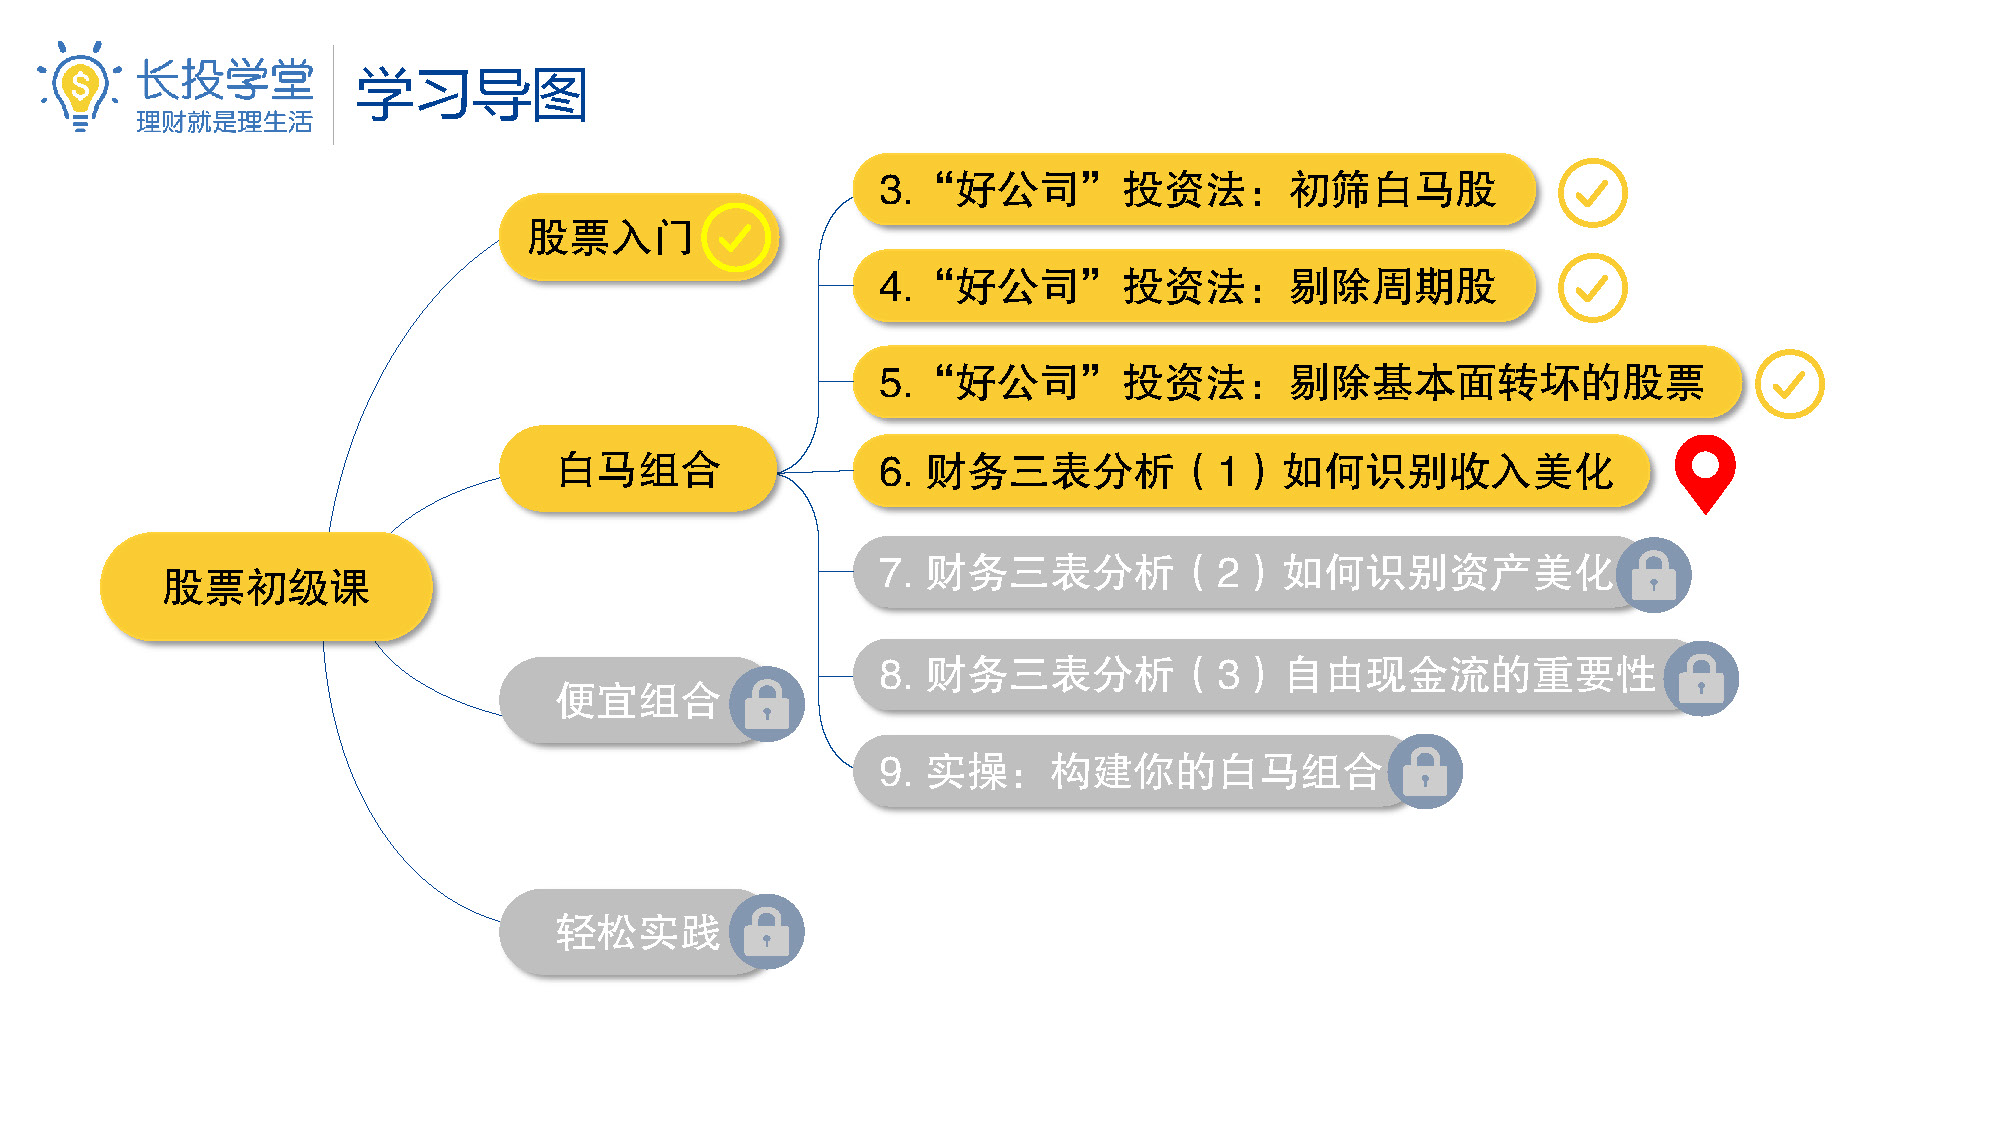 长投学堂
理财就是理生活
学习导图
股票初级课
股票入门
白马组合
3. “好公司”投资法：初筛白马股
4. “好公司”投资法：剔除周期股
5. “好公司”投资法：剔除基本面转坏的股票
6. 财务三表分析（1）如何识别收入美化
7. 财务三表分析（2）如何识别资产美化
8. 财务三表分析（3）自由现金流的重要性
9. 实操：构建你的白马组合
便宜组合
轻松实践